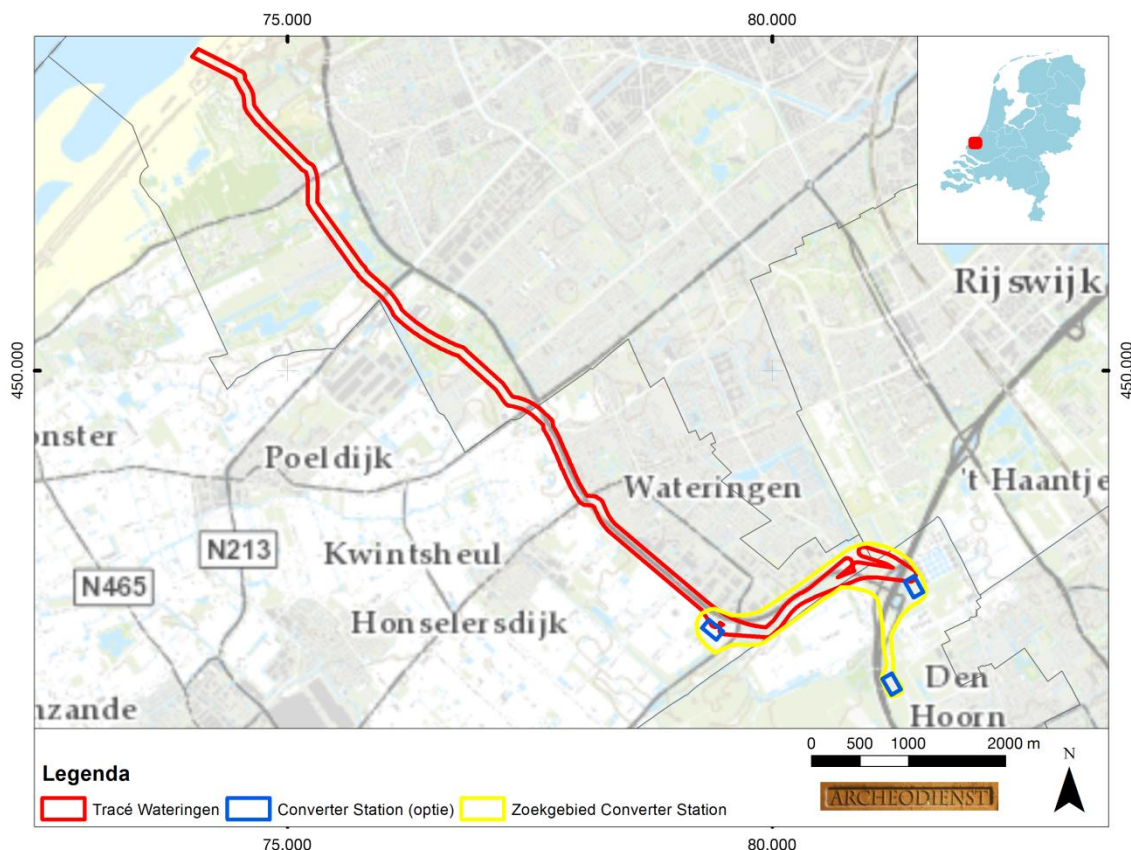 75.000
80.000
Rijswijk
450.000
450.000
onster
Poeldijk
Wateringen
't Haantje
N213
Kwintsheul
N465
Honselersdijk
nzande
Den
Hoorn
0 500 1000 2000 m
N
Legenda
Tracé Wateringen
Converter Station (optie)
Zoekgebied Converter Station
ARCHEODIENST
75.000
80.000